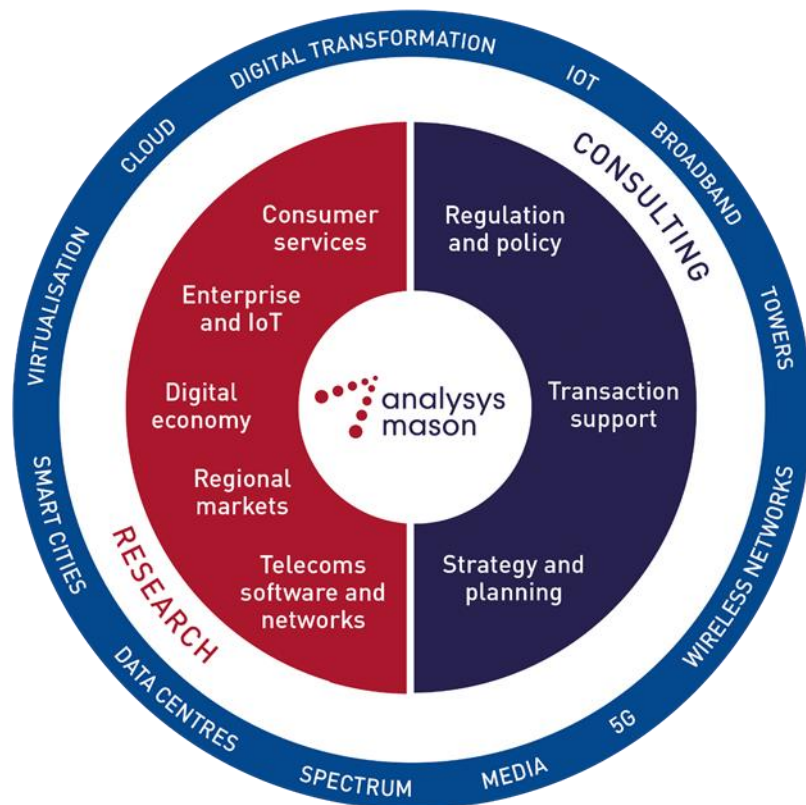 DIGITAL TRANSFORMATION
IOT
BROADBAND
TOWERS
WIRELESS NETWORKS
5G
MEDIA
SPECTRUM
DATA CENTRES
SMART CITIES
VIRTUALISATION
CLOUD
CONSULTING
RESEARCH
Consumer
services
Enterprise
and IoT
Digital
economy
Regional
markets
Telecoms
software and
networks
analysys
mason
Regulation
and policy
Transaction
support
Strategy and
planning